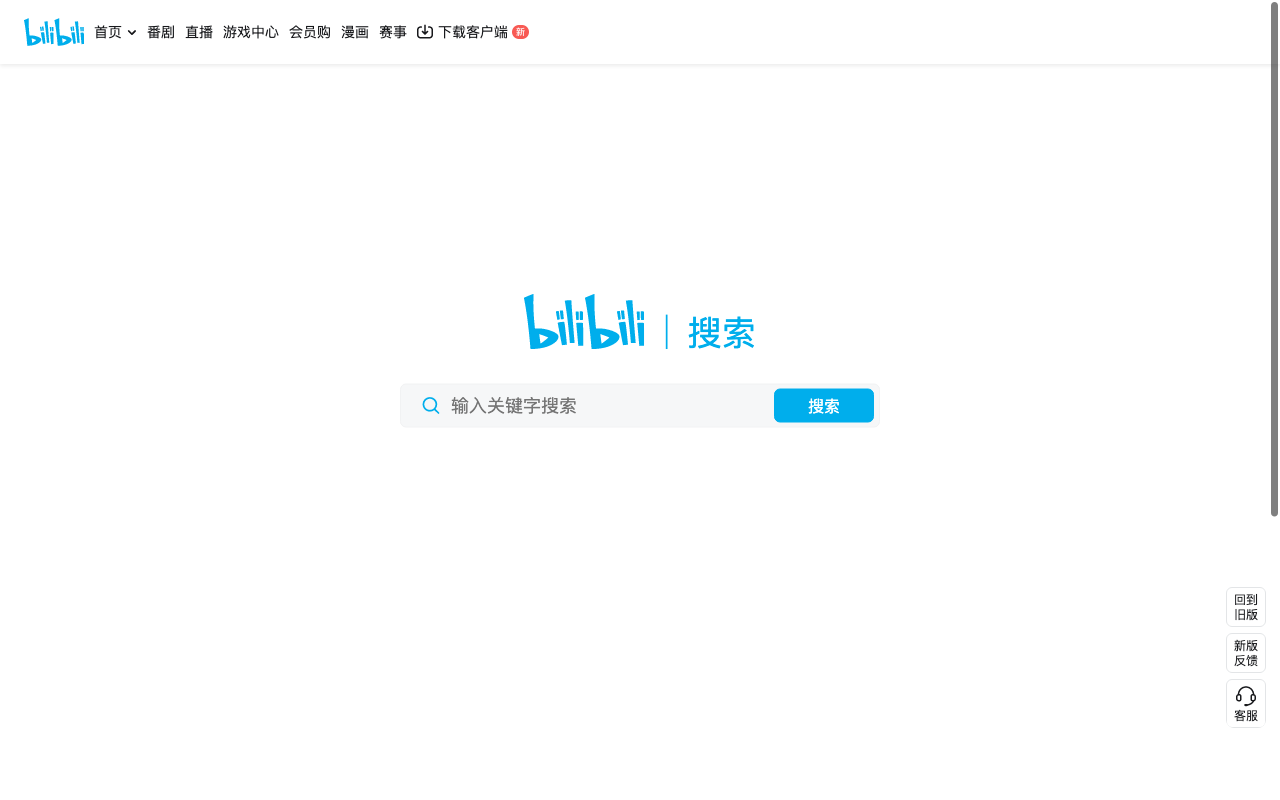 bilibili 首页 番剧 直播 游戏中心 会员购 漫画 赛事 下载客户端 新
bilibili | 搜索
输入关键字搜索 搜索
回到
旧版
新版
反馈
客服